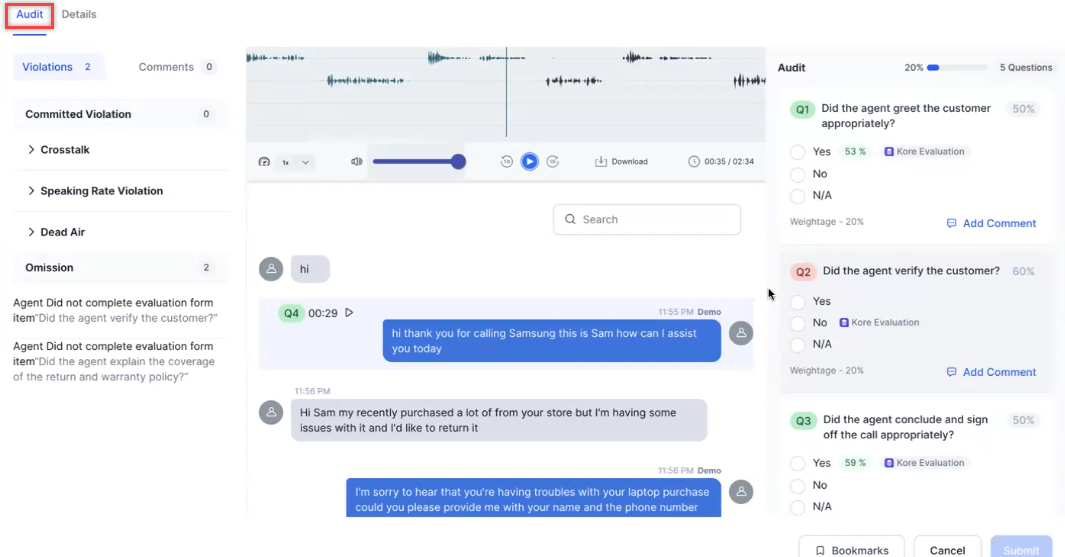 Audit
Details
Violations 2
Comments 0
Committed Violation 0
Crosstalk
Speaking Rate Violation
Dead Air
Omission 2
Agent Did not complete evaluation form
item"Did the agent verify the customer?"
Agent Did not complete evaluation form
item"Did the agent explain the coverage
of the return and warranty policy?"
1x
10
10
Download
00:35 / 02:34
Search
hi
Q4 00:29
11:55 PM Demo
hi thank you for calling Samsung this is Sam how can I assist
you today
11:56 PM
Hi Sam my recently purchased a lot of from your store but I'm having some
issues with it and I'd like to return it
11:56 PM Demo
I'm sorry to hear that you're having troubles with your laptop purchase
could you please provide me with your name and the phone number
Audit
20%
5 Questions
Q1 Did the agent greet the customer 50%
appropriately?
Yes 53 % Kore Evaluation
No
N/A
Weightage - 20% Add Comment
Q2 Did the agent verify the customer? 60%
Yes
No Kore Evaluation
N/A
Weightage - 20% Add Comment
Q3 Did the agent conclude and sign 50%
off the call appropriately?
Yes 59 % Kore Evaluation
No
N/A
Bookmarks
Cancel
Submit